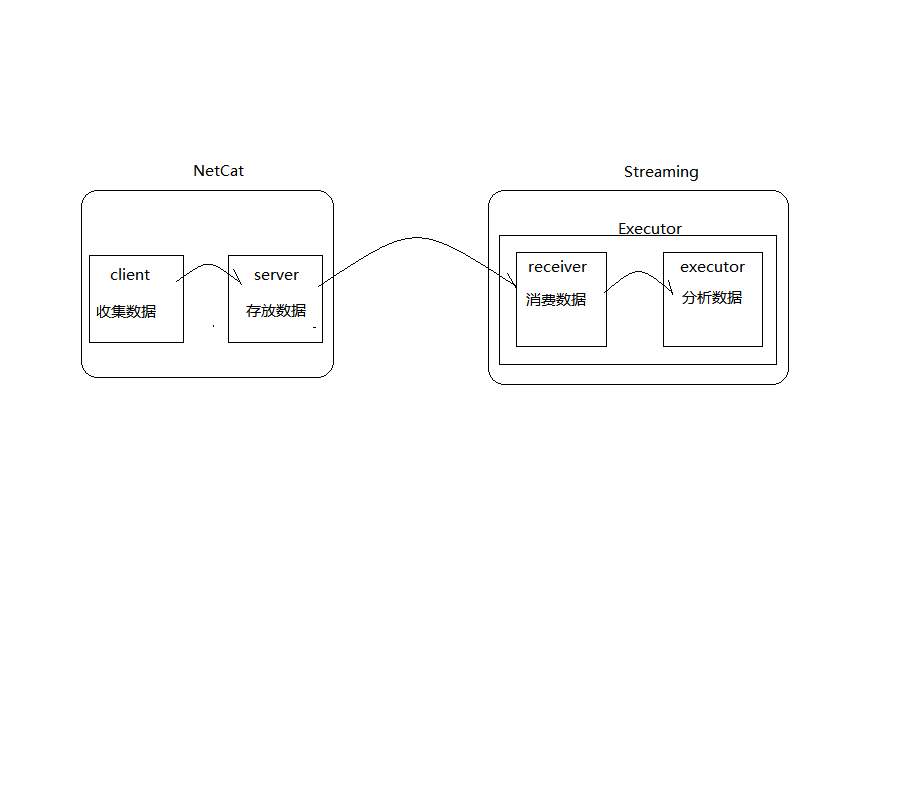 NetCat
client
收集数据
server
存放数据
Streaming
Executor
receiver
消费数据
executor
分析数据